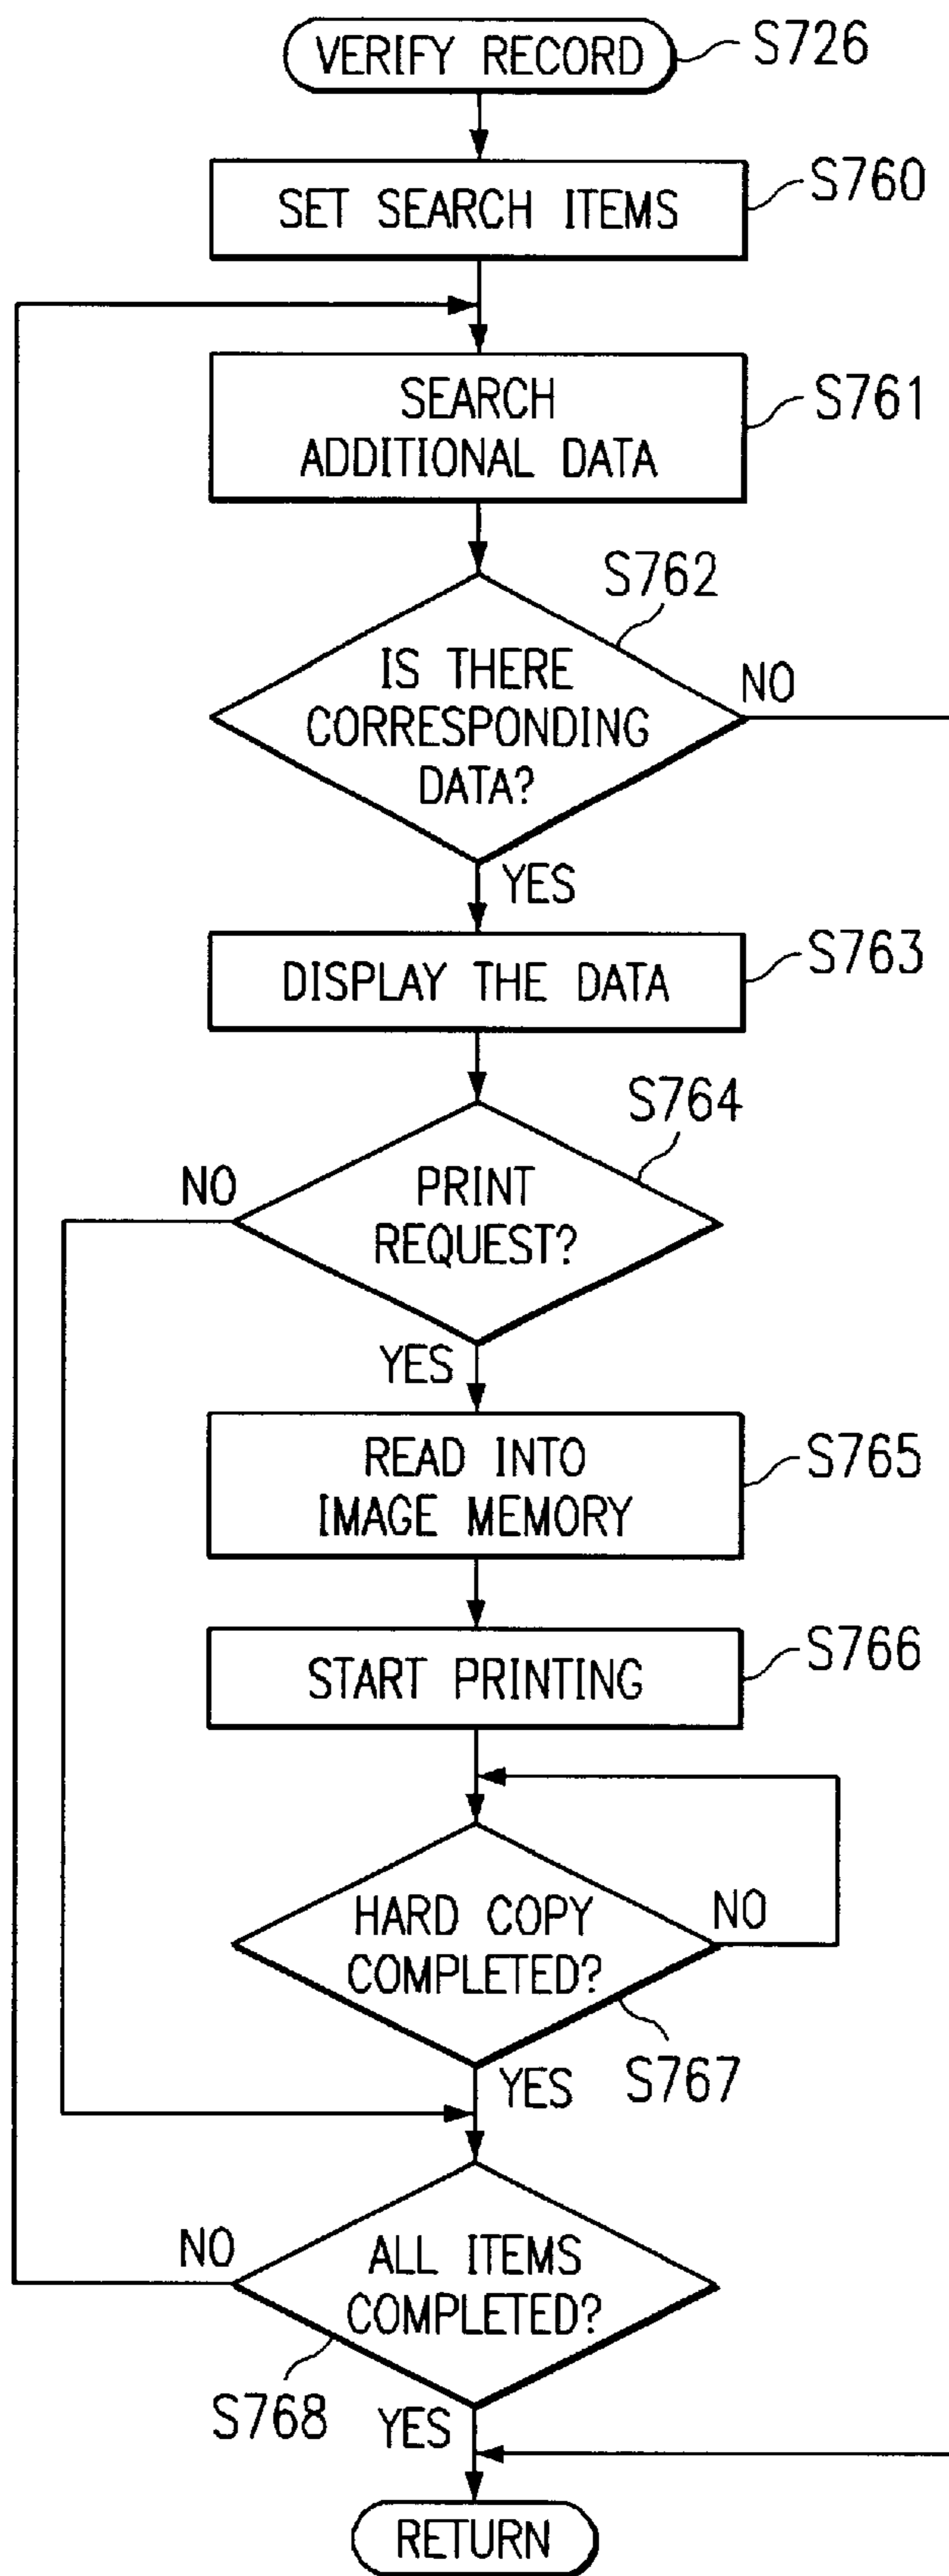 VERIFY RECORD
S726
SET SEARCH ITEMS
S760
SEARCH
ADDITIONAL DATA
S761
S762
IS THERE
CORRESPONDING
DATA?
NO
YES
DISPLAY THE DATA
S763
S764
PRINT
REQUEST?
NO
YES
READ INTO
IMAGE MEMORY
S765
START PRINTING
S766
HARD COPY
COMPLETED?
NO
YES
S767
ALL ITEMS
COMPLETED?
NO
S768
YES
RETURN